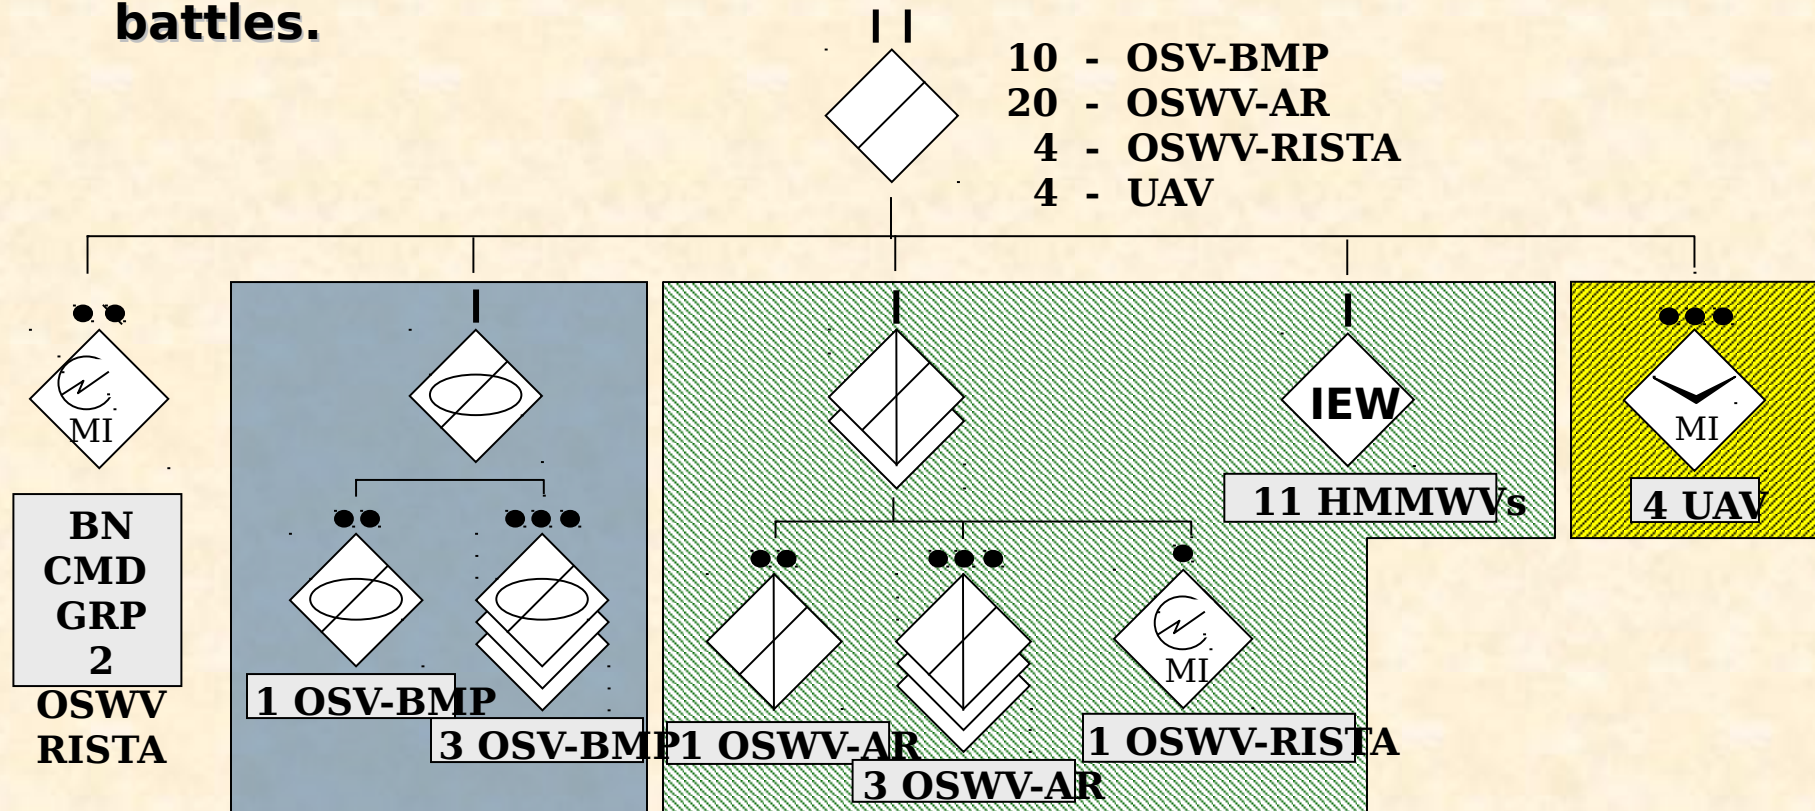 battles.
10 - OSV-BMP
20 - OSWV-AR
4 - OSWV-RISTA
4 - UAV
MI
BN
CMD
GRP
2
OSWV
RISTA
1 OSV-BMP
3 OSV-BMP
IEW
11 HMMWVs
MI
1 OSWV-AR
3 OSWV-AR
1 OSWV-RISTA
MI
4 UAV